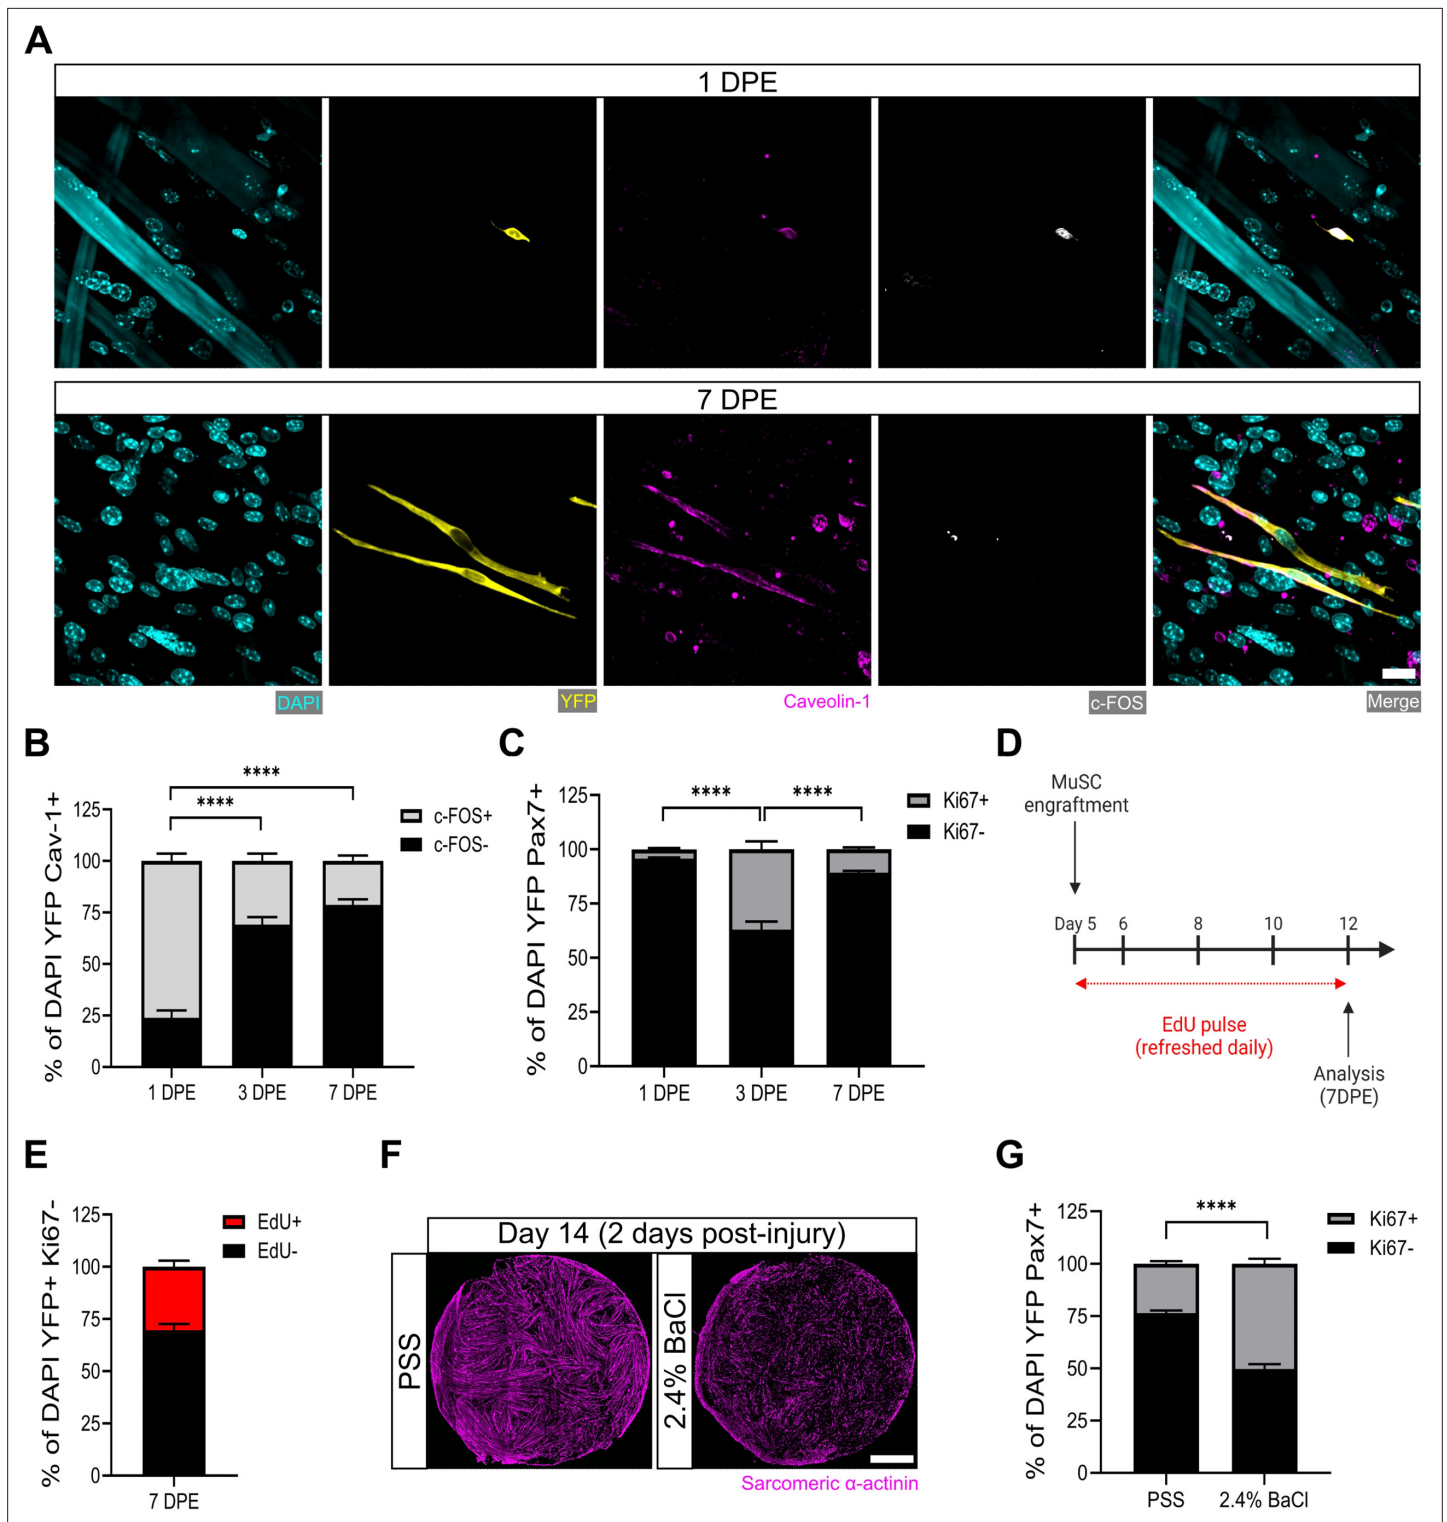 A
1 DPE
7 DPE
DAPI
YFP
Caveolin-1
c-FOS
Merge
B
% of DAPI YFP Cav-1+
125
100
75
50
25
0
****
****
c-FOS+
c-FOS-
1 DPE
3 DPE
7 DPE
C
% of DAPI YFP Pax7+
125
100
75
50
25
0
****
****
Ki67+
Ki67-
1 DPE
3 DPE
7 DPE
D
MuSC
engraftment
Day 5
6
8
10
12
EdU pulse
(refreshed daily)
Analysis
(7DPE)
E
% of DAPI YFP+ Ki67-
125
100
75
50
25
0
EdU+
EdU-
7 DPE
F
Day 14 (2 days post-injury)
PSS
2.4% BaCl
Sarcomeric α-actinin
G
% of DAPI YFP Pax7+
125
100
75
50
25
0
****
Ki67+
Ki67-
PSS
2.4% BaCl